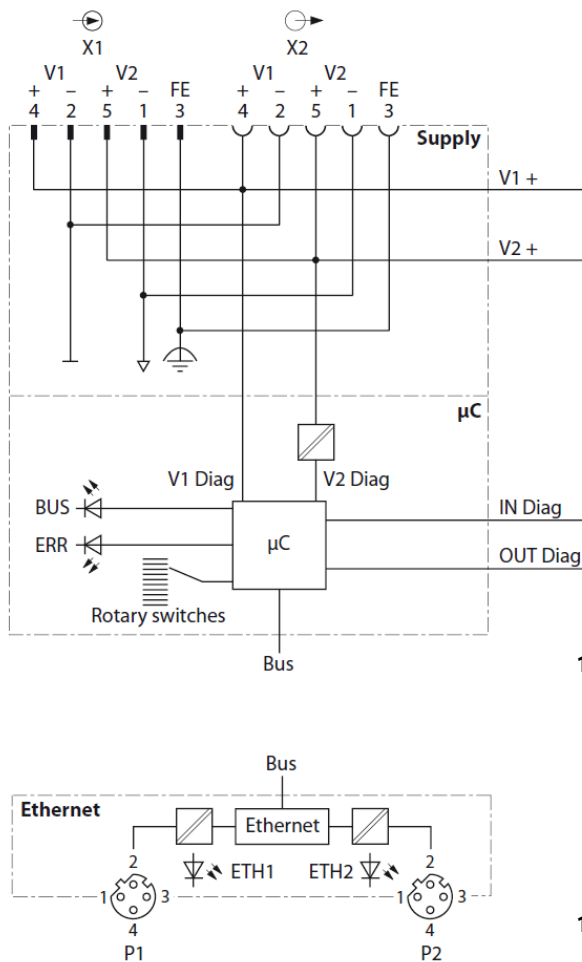 X1 X2
V1 V2 V1 V2
+ – + – FE + – + – FE
4 2 5 1 3 4 2 5 1 3
Supply
V1 +
V2 +
µC
V1 Diag V2 Diag
BUS IN Diag
µC
ERR OUT Diag
Rotary switches
Bus
1
Bus
Ethernet
Ethernet
2 ETH1 ETH2 2
1 3 1 3
4 4
P1 P2
1